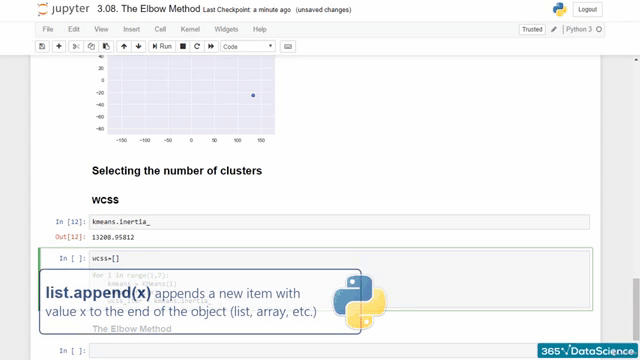 jupyter 3.08. The Elbow Method Last Checkpoint: a minute ago (unsaved changes)
Logout
File Edit View Insert Cell Kernel Widgets Help
Trusted Python 3
Run Code
40
20
0
-20
-40
-60
-80
-150 -100 -50 0 50 100 150
Selecting the number of clusters
WCSS
In [12]: kmeans.inertia_
Out[12]: 13208.95812
In [ ]: wcss=[]
for i in range(1,7):
kmeans = KMeans(i)
kmeans.inertia_
list.append(x) appends a new item with
value x to the end of the object (list, array, etc.)
The Elbow Method
In [ ]:
365 DataScience